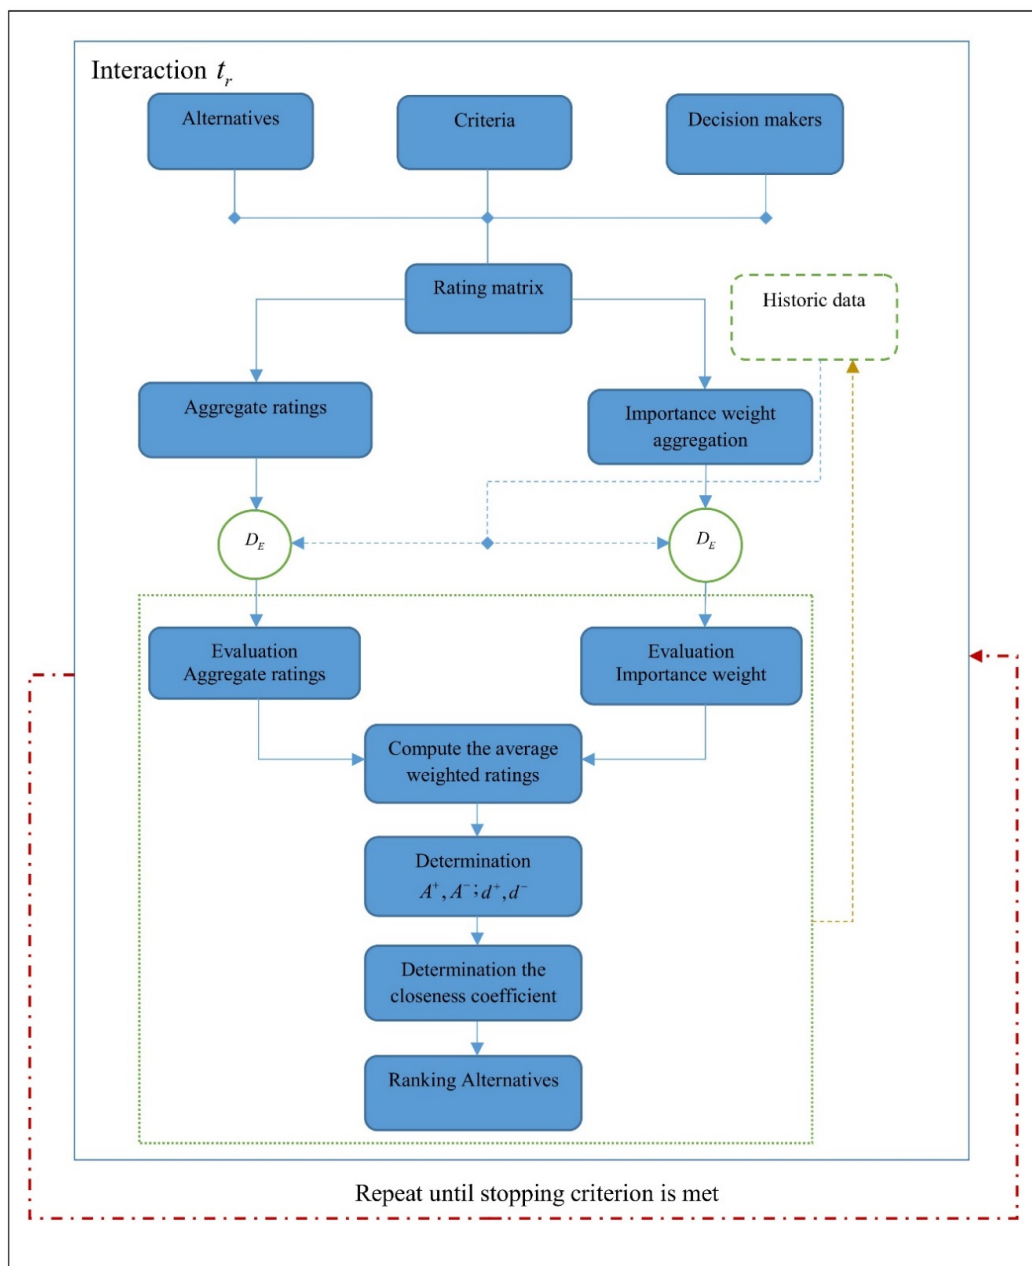 Interaction t_r
Alternatives
Criteria
Decision makers
Rating matrix
Historic data
Aggregate ratings
Importance weight
aggregation
D_E
D_E
Evaluation
Aggregate ratings
Evaluation
Importance weight
Compute the average
weighted ratings
Determination
A⁺, A⁻; d⁺, d⁻
Determination the
closeness coefficient
Ranking Alternatives
Repeat until stopping criterion is met